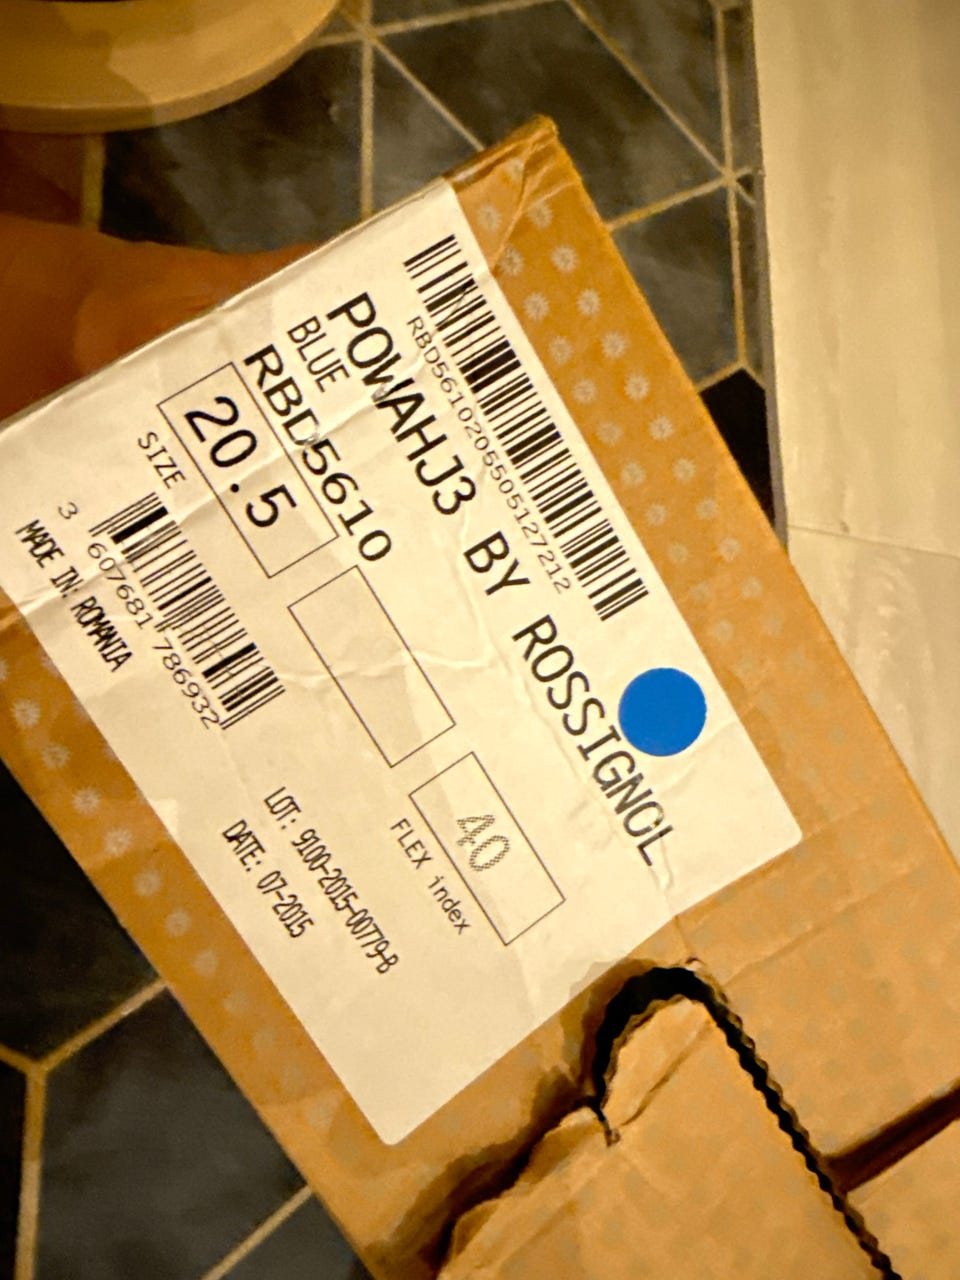 RBD5610205505127212
POWAHJ3 BY ROSSIGNOL
BLUE
RBD5610
20.5
SIZE
40
FLEX index
3 607681 786932
MADE IN: ROMANIA
LOT: 9100-2015-00779-B
DATE: 07-2015